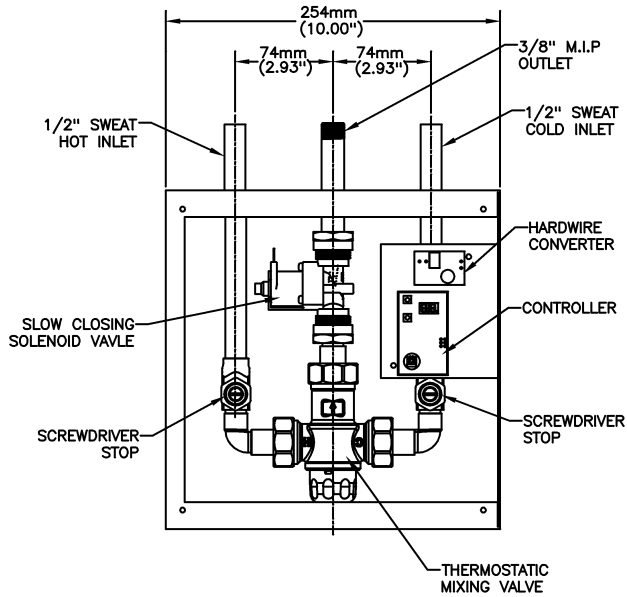 254mm
(10.00")
74mm
(2.93")
74mm
(2.93")
3/8" M.I.P
OUTLET
1/2" SWEAT
HOT INLET
1/2" SWEAT
COLD INLET
HARDWIRE
CONVERTER
CONTROLLER
SLOW CLOSING
SOLENOID VAVLE
SCREWDRIVER
STOP
SCREWDRIVER
STOP
THERMOSTATIC
MIXING VALVE